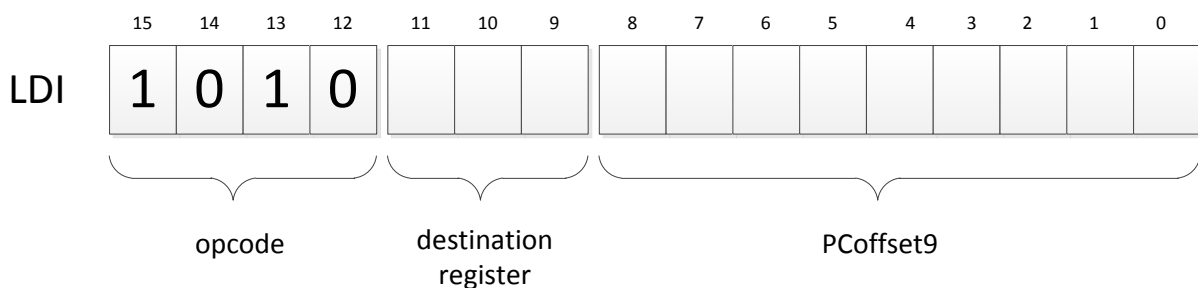 15 14 13 12 11 10 9 8 7 6 5 4 3 2 1 0
LDI 1 0 1 0
opcode destination register PCoffset9